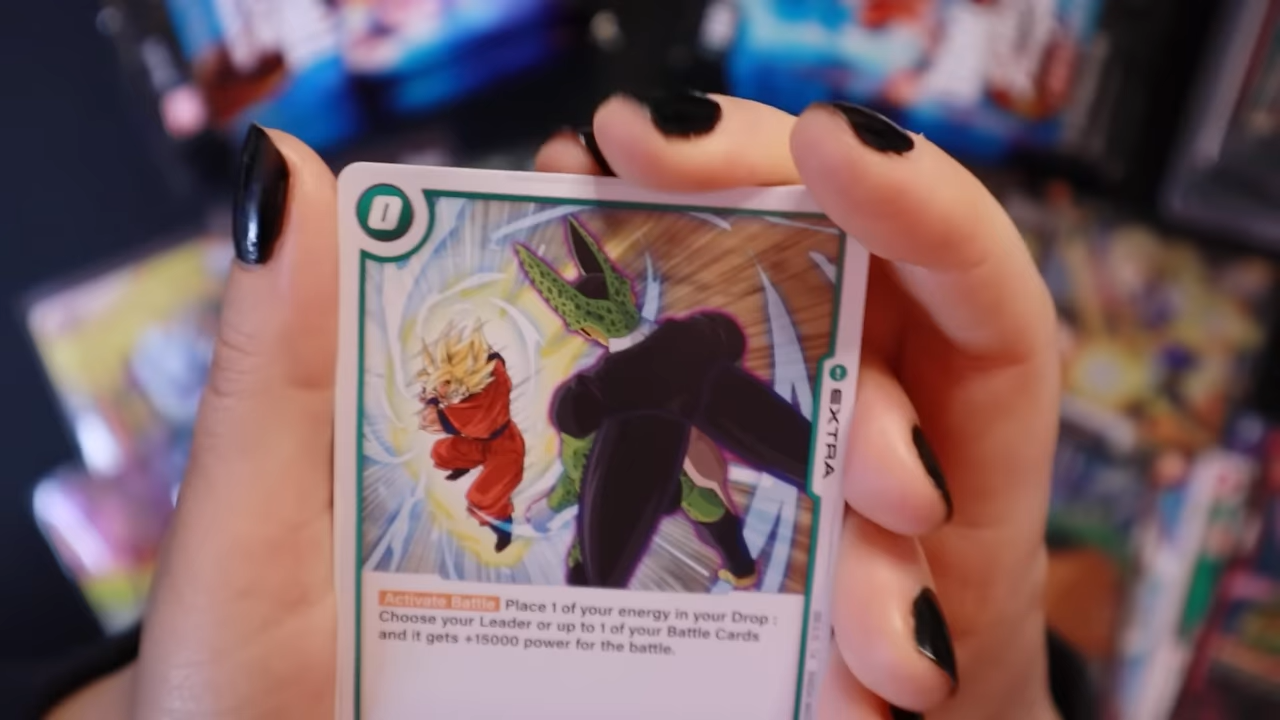 0
EXTRA
Activate Battle Place 1 of your energy in your Drop :
Choose your Leader or up to 1 of your Battle Cards
and it gets +15000 power for the battle.